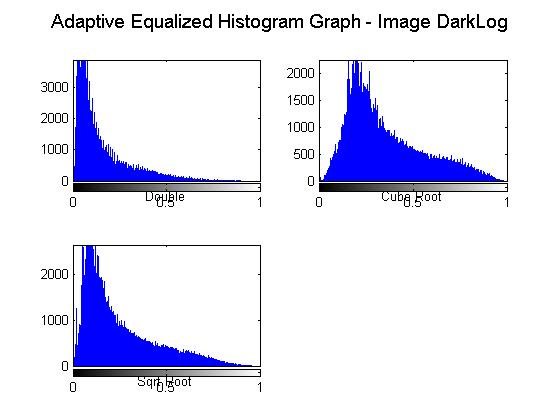 Adaptive Equalized Histogram Graph - Image DarkLog
3000
2000
1000
0
0 0.5 1
Double
2000
1500
1000
500
0
0 0.5 1
Cube Root
2000
1000
0
0 0.5 1
Sqrt Root